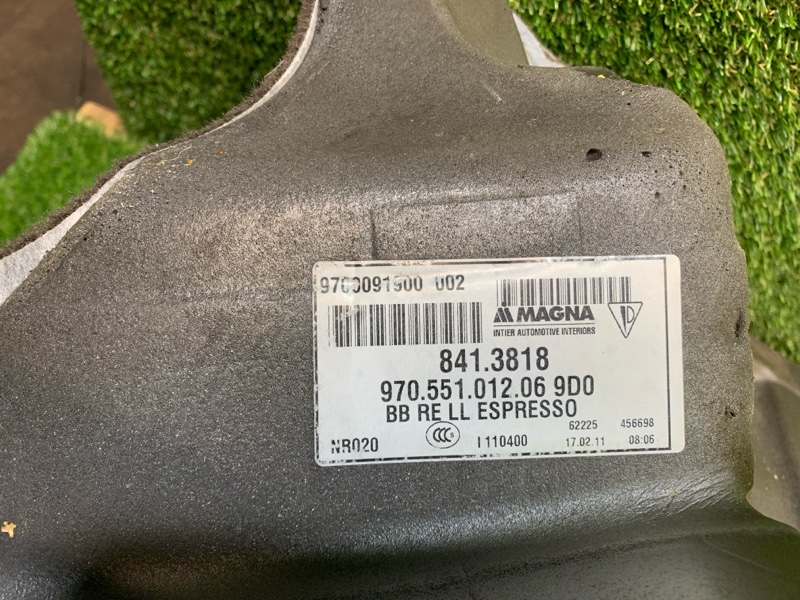 9700091900 002
MAGNA
INTIER AUTOMOTIVE INTERIORS
841.3818
970.551.012.06 9D0
BB RE LL ESPRESSO
62225 456698
NR020 CCC S I110400 17.02.11 08:06